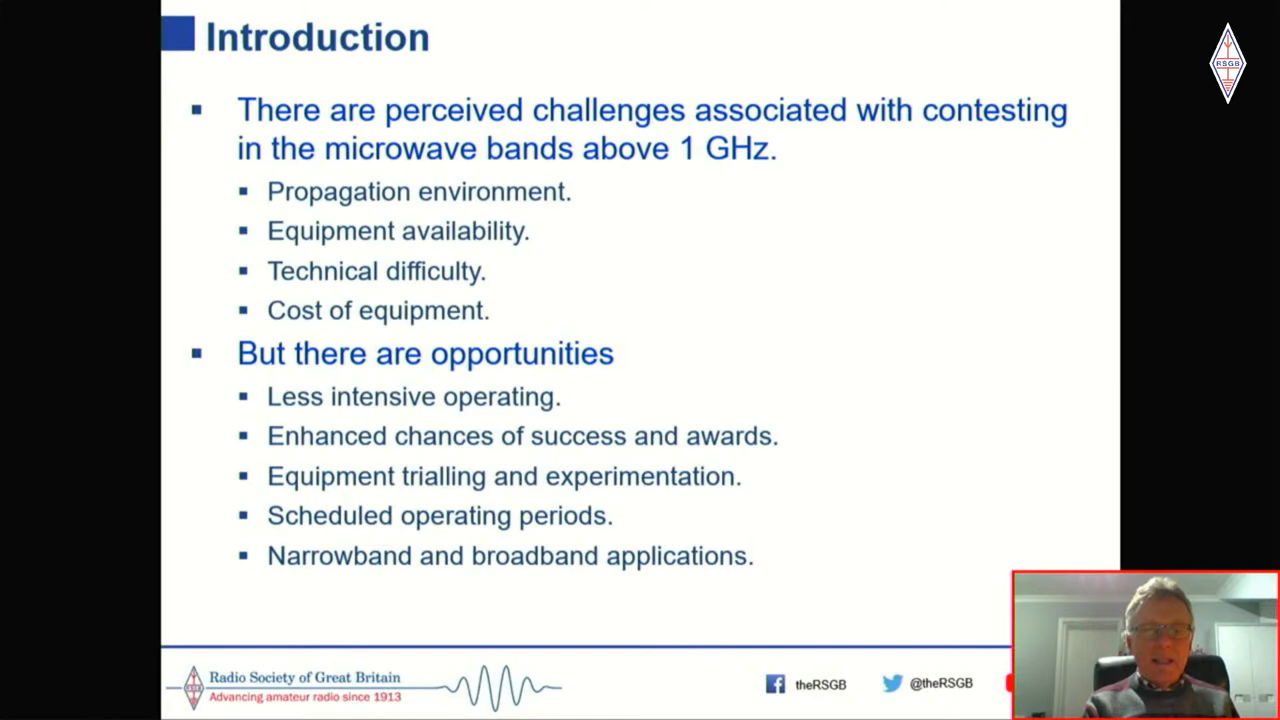 Introduction
RSGB
There are perceived challenges associated with contesting
in the microwave bands above 1 GHz.
Propagation environment.
Equipment availability.
Technical difficulty.
Cost of equipment.
But there are opportunities
Less intensive operating.
Enhanced chances of success and awards.
Equipment trialling and experimentation.
Scheduled operating periods.
Narrowband and broadband applications.
Radio Society of Great Britain
Advancing amateur radio since 1913
theRSGB
@theRSGB